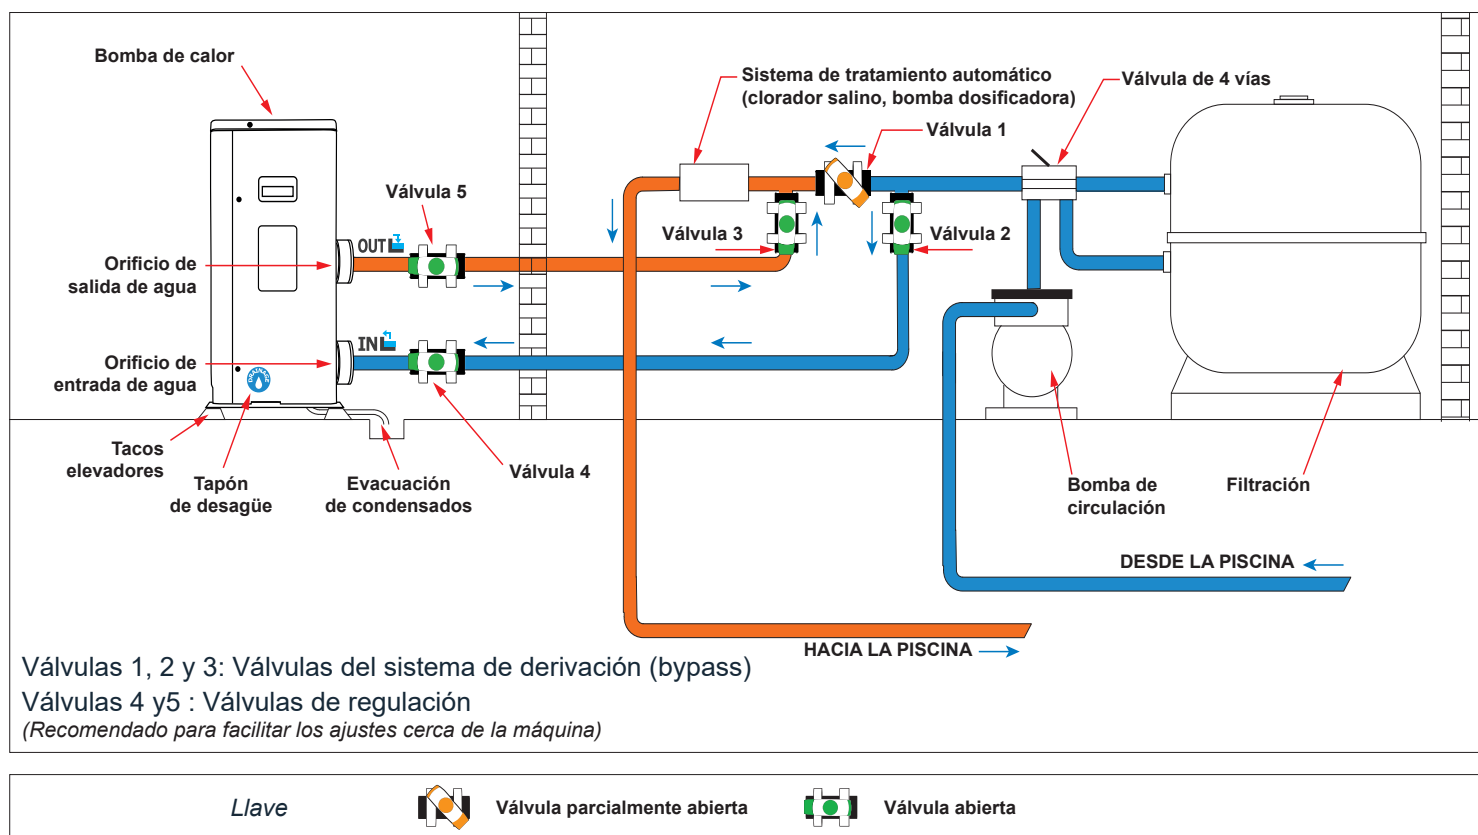 Bomba de calor
Sistema de tratamiento automático
(clorador salino, bomba dosificadora)
Válvula de 4 vías
Válvula 1
Válvula 5
Válvula 3
Válvula 2
OUT
Orificio de
salida de agua
IN
Orificio de
entrada de agua
DRAINAGE
Tacos
elevadores
Tapón
de desagüe
Evacuación
de condensados
Válvula 4
Bomba de
circulación
Filtración
DESDE LA PISCINA
HACIA LA PISCINA
Válvulas 1, 2 y 3: Válvulas del sistema de derivación (bypass)
Válvulas 4 y5 : Válvulas de regulación
(Recomendado para facilitar los ajustes cerca de la máquina)
Llave
Válvula parcialmente abierta
Válvula abierta